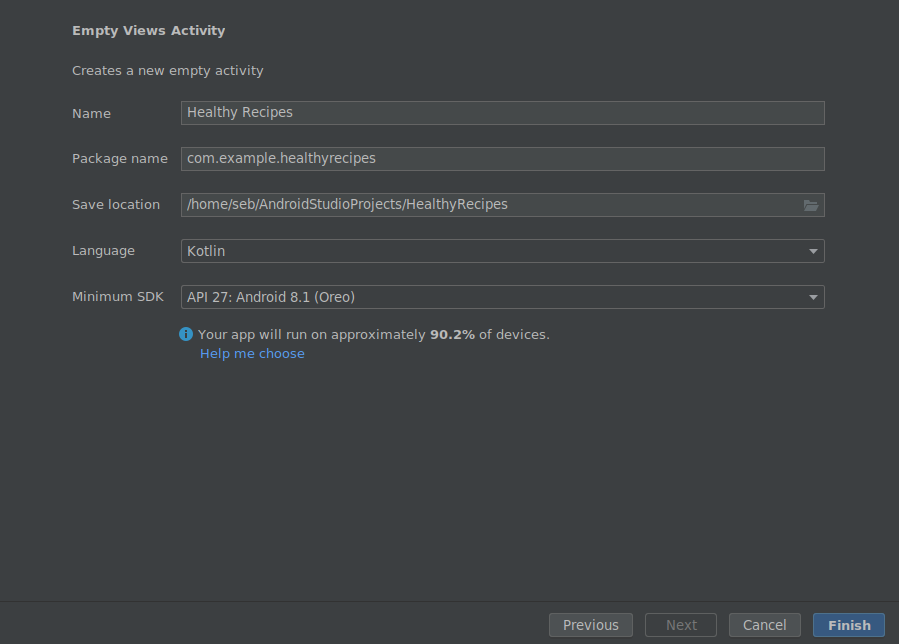 Empty Views Activity
Creates a new empty activity
Name Healthy Recipes
Package name com.example.healthyrecipes
Save location /home/seb/AndroidStudioProjects/HealthyRecipes
Language Kotlin
Minimum SDK API 27: Android 8.1 (Oreo)
Your app will run on approximately 90.2% of devices.
Help me choose
Previous Next Cancel Finish